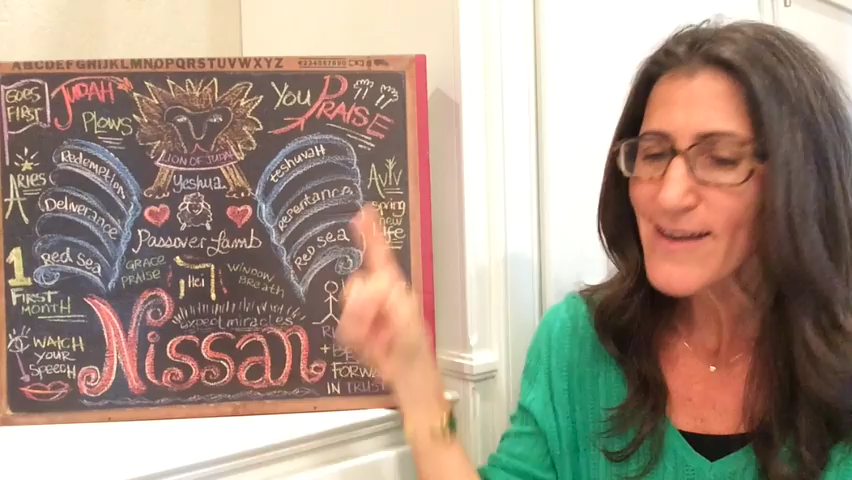 ABCDEFGHIJKLMNOPQRSTUVWXYZ
1234567890
GOES
FIRST
JUDAH
PLOWS
YOU PRAISE
LION OF JUDAH
Yeshua
Passover Lamb
Redemption
Deliverance
Red Sea
teshuvah
repentance
Red sea
ARIES
1
FIRST
MONTH
AVIV
spring
new
Life
GRACE
PRAISE
Hei
WINDOW
BREATH
expect miracles
Nissan
WATCH
YOUR
SPEECH
FORWARD
IN TRUST